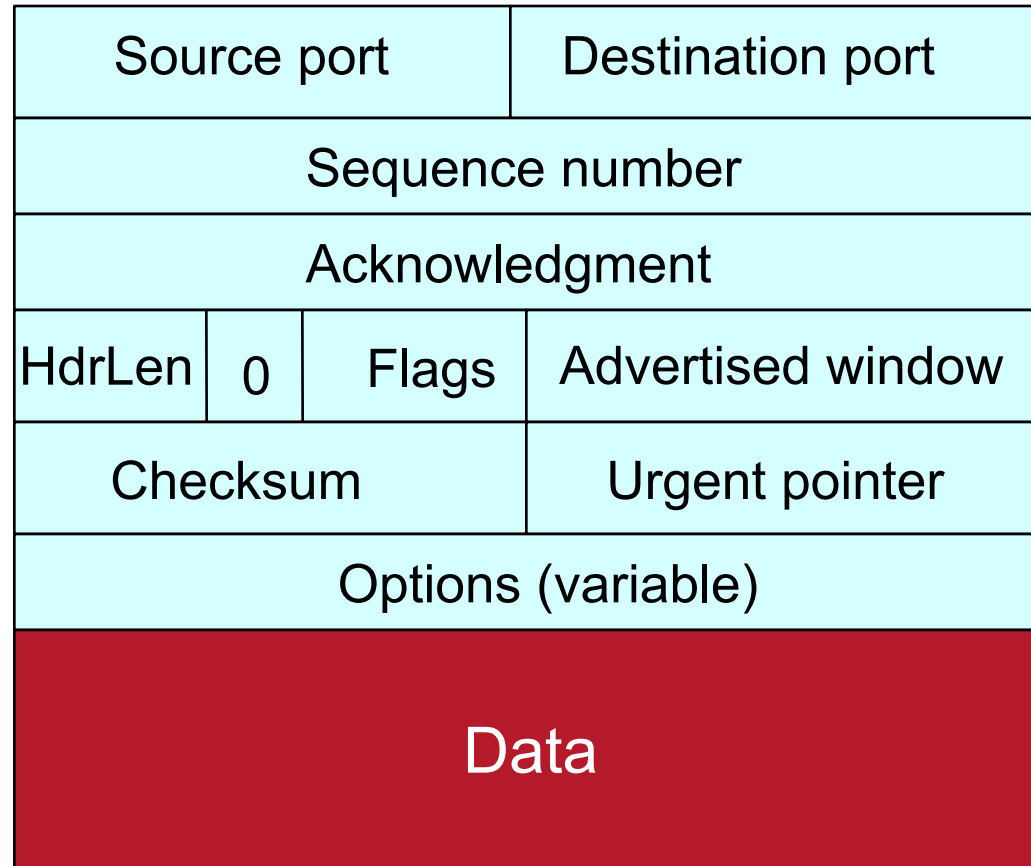 Source port Destination port
Sequence number
Acknowledgment
HdrLen 0 Flags Advertised window
Checksum Urgent pointer
Options (variable)
Data